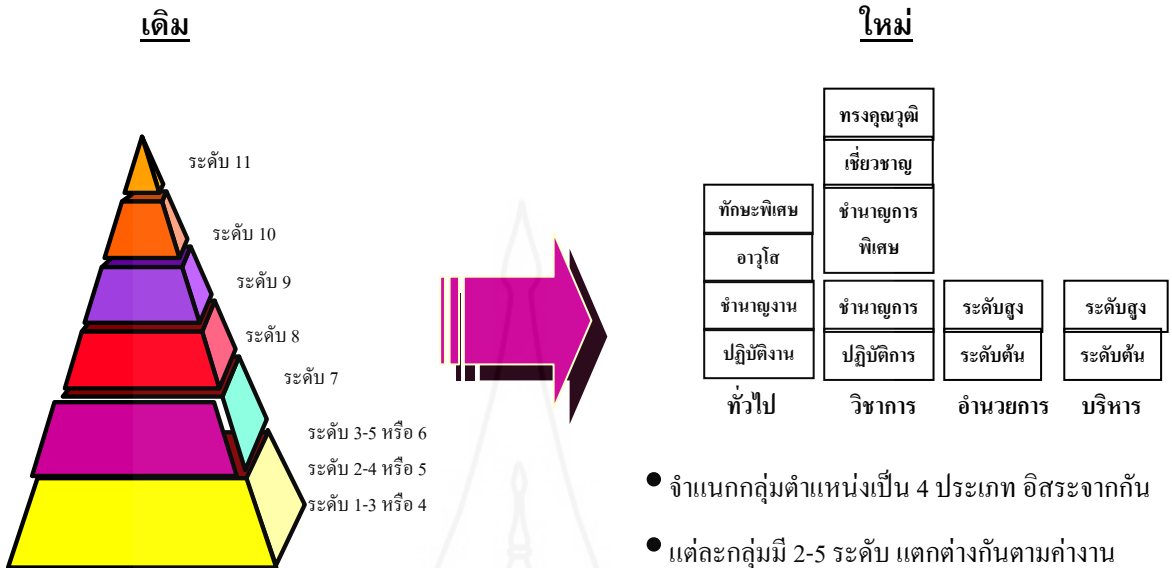 เดิม
ระดับ 11
ระดับ 10
ระดับ 9
ระดับ 8
ระดับ 7
ระดับ 3-5 หรือ 6
ระดับ 2-4 หรือ 5
ระดับ 1-3 หรือ 4
ใหม่
ทรงคุณวุฒิ
เชี่ยวชาญ
ทักษะพิเศษ
ชำนาญการ
พิเศษ
อาวุโส
ชำนาญงาน
ชำนาญการ
ระดับสูง
ระดับสูง
ปฏิบัติงาน
ปฏิบัติการ
ระดับต้น
ระดับต้น
ทั่วไป
วิชาการ
อำนวยการ
บริหาร
● จำแนกกลุ่มตำแหน่งเป็น 4 ประเภท อิสระจากกัน
● แต่ละกลุ่มมี 2-5 ระดับ แตกต่างกันตามค่างาน